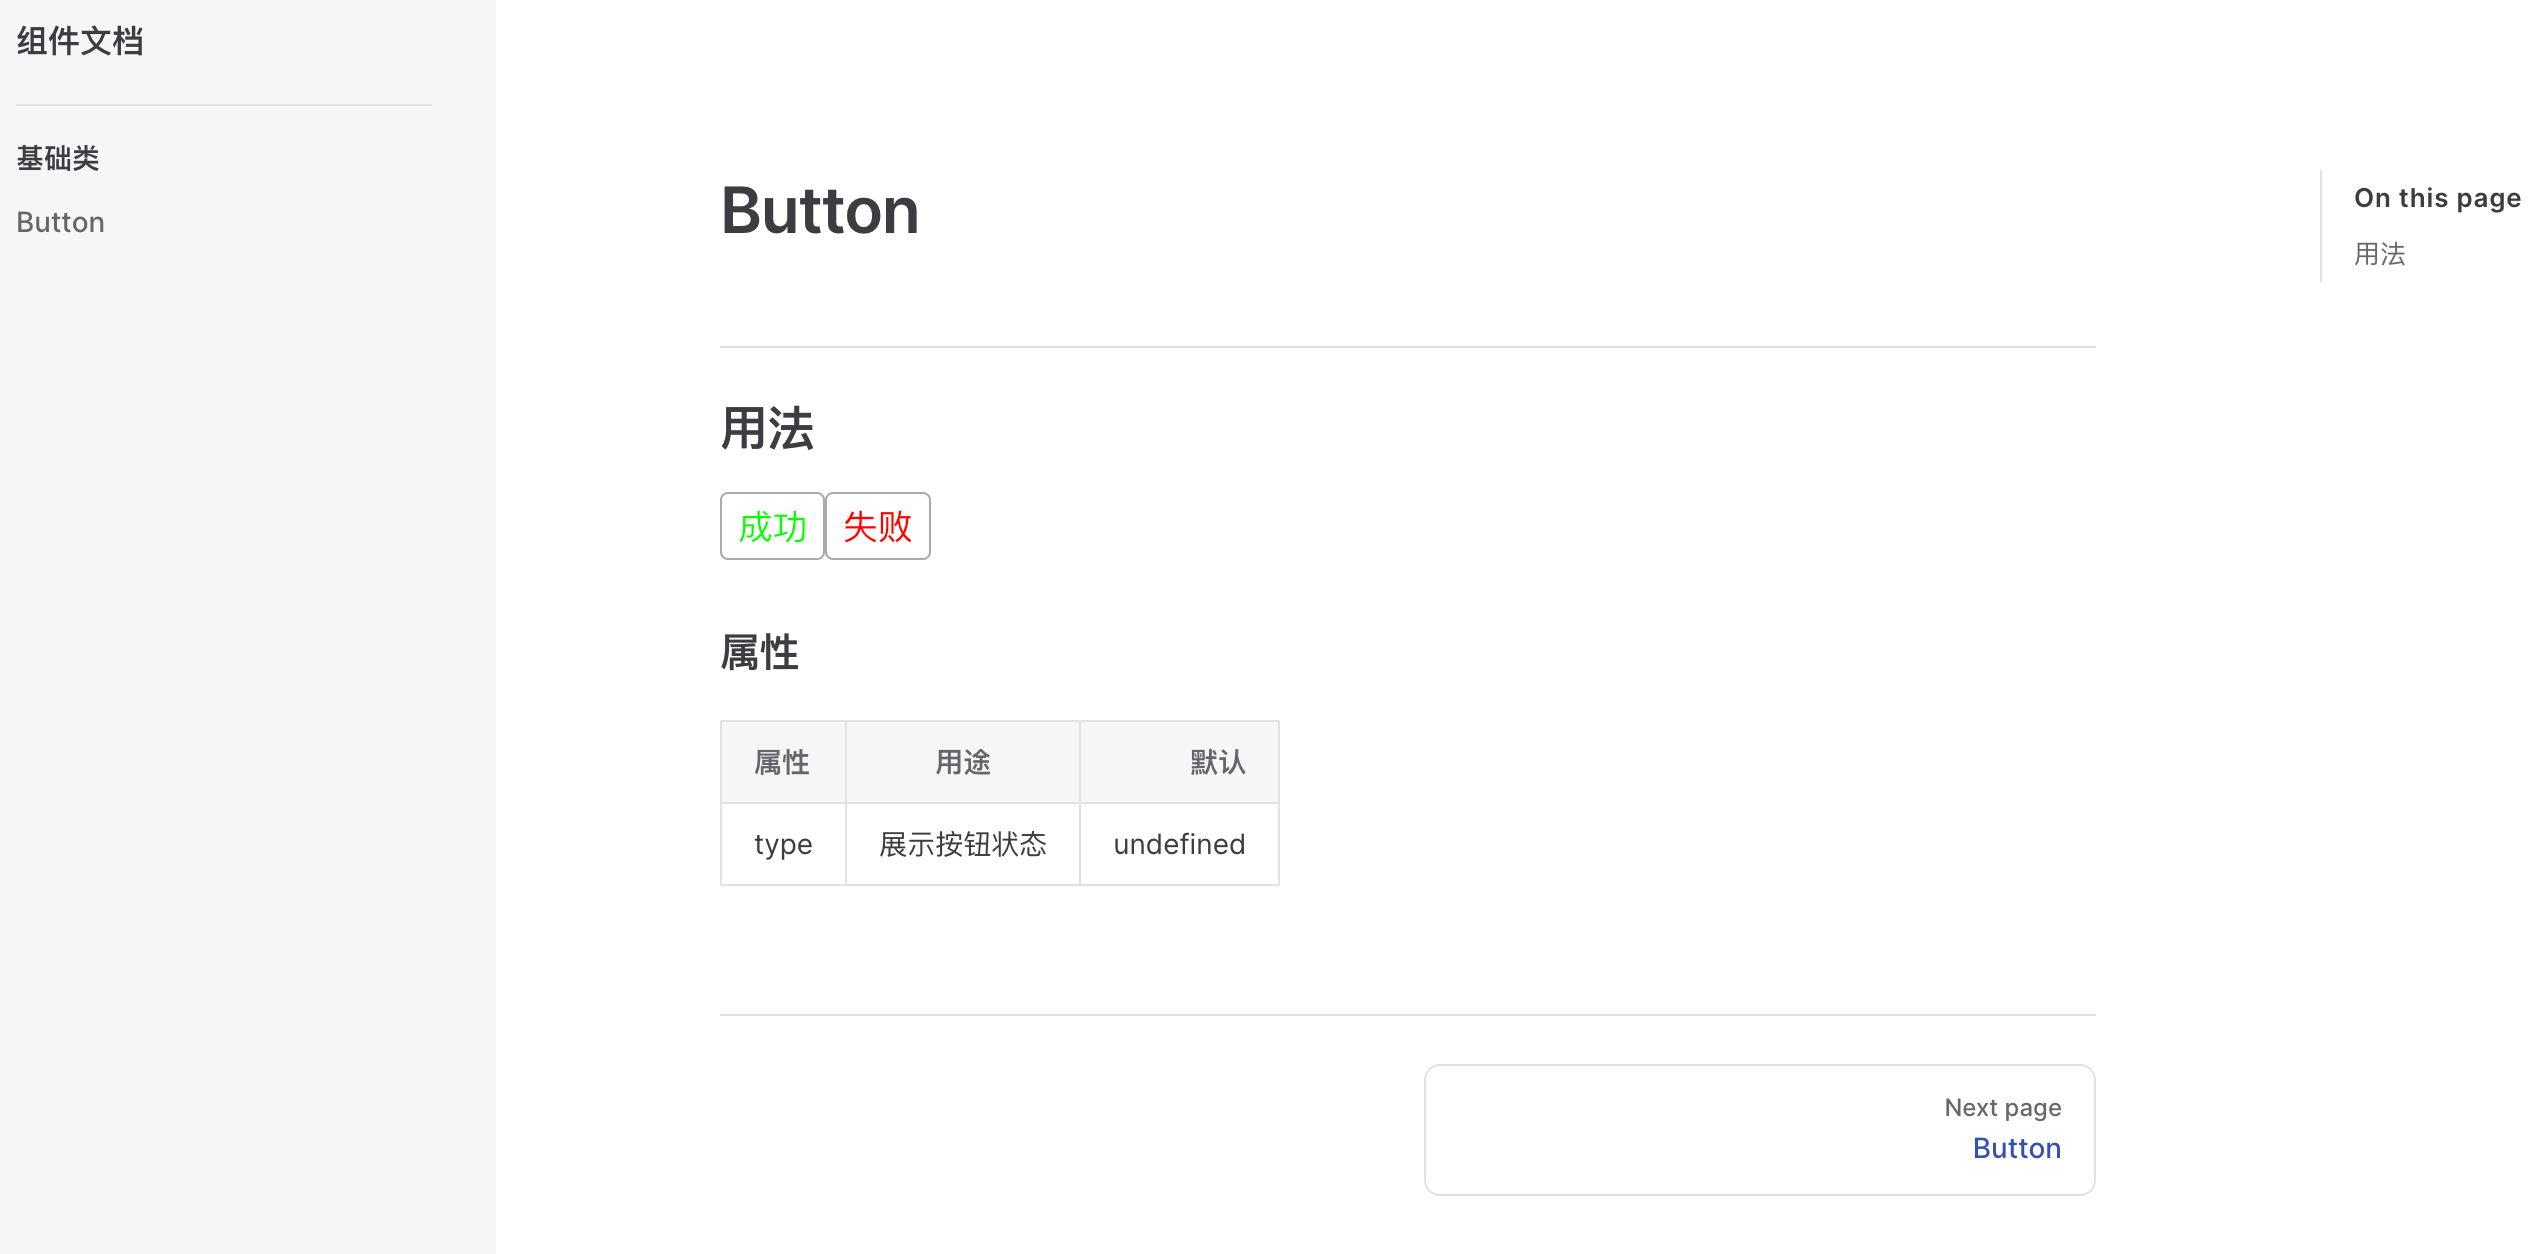 组件文档
基础类
Button
Button
用法
成功 失败
属性
属性 用途 默认
type 展示按钮状态 undefined
Next page
Button
On this page
用法